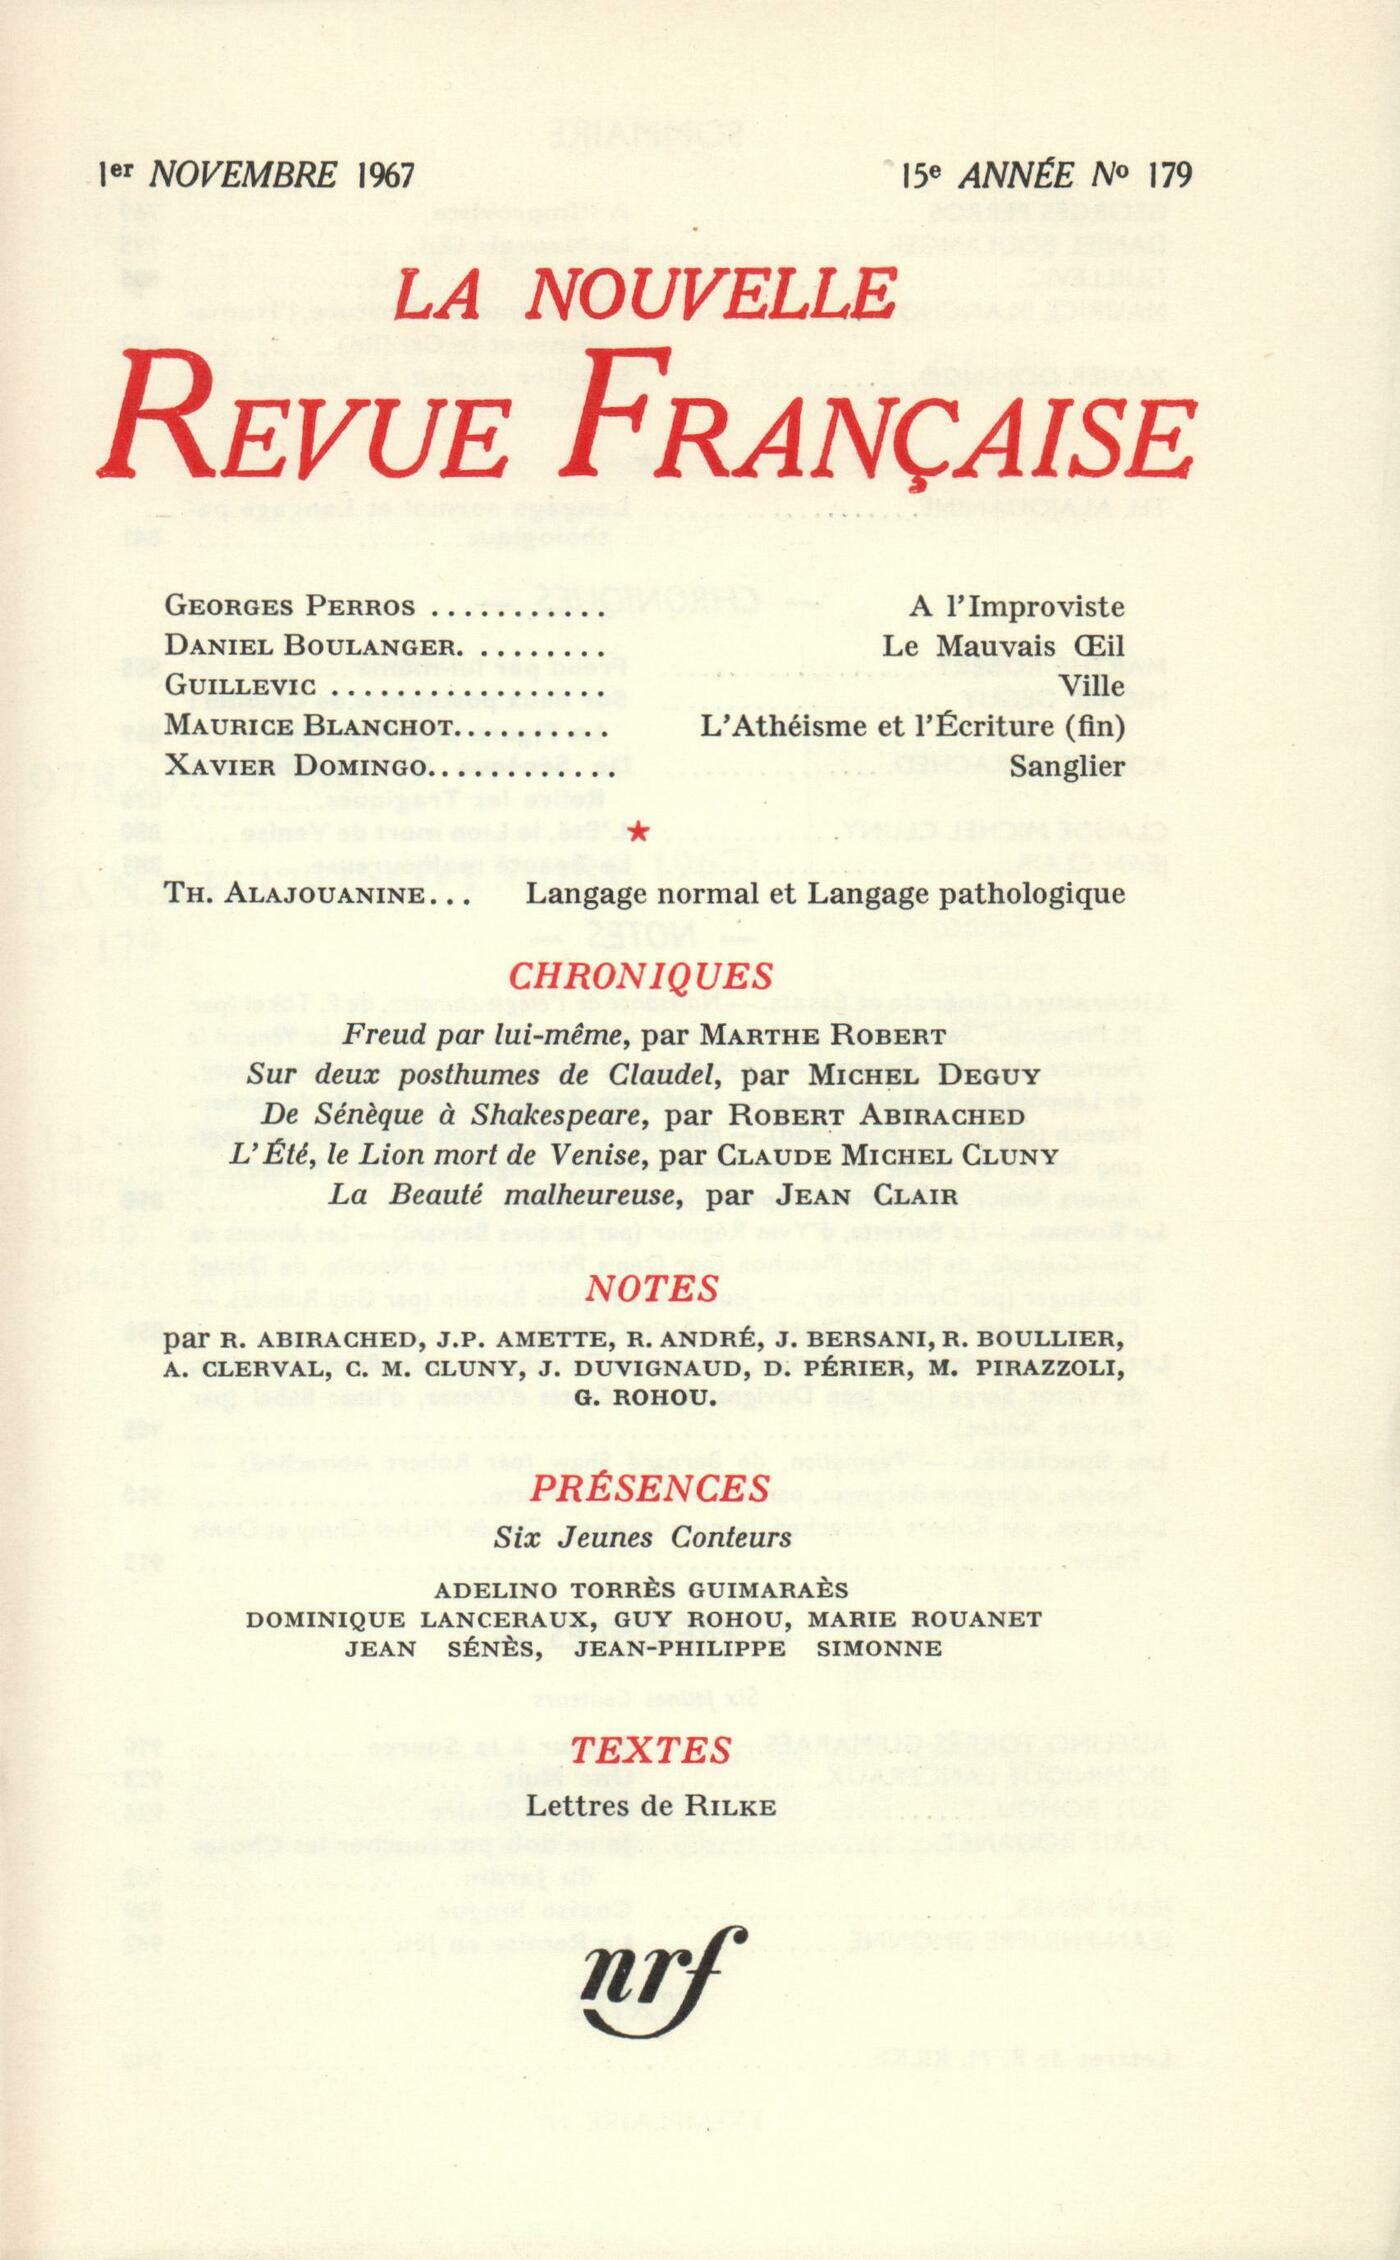 1er NOVEMBRE 1967 15e ANNÉE No 179
LA NOUVELLE
REVUE FRANÇAISE
GEORGES PERROS ........... A l'Improviste
DANIEL BOULANGER. ........ Le Mauvais Œil
GUILLEVIC ................. Ville
MAURICE BLANCHOT.......... L'Athéisme et l'Écriture (fin)
XAVIER DOMINGO............ Sanglier
★
TH. ALAJOUANINE... Langage normal et Langage pathologique
CHRONIQUES
Freud par lui-même, par MARTHE ROBERT
Sur deux posthumes de Claudel, par MICHEL DEGUY
De Sénèque à Shakespeare, par ROBERT ABIRACHED
L'Été, le Lion mort de Venise, par CLAUDE MICHEL CLUNY
La Beauté malheureuse, par JEAN CLAIR
NOTES
par R. ABIRACHED, J.P. AMETTE, R. ANDRÉ, J. BERSANI, R. BOULLIER,
A. CLERVAL, C. M. CLUNY, J. DUVIGNAUD, D. PÉRIER, M. PIRAZZOLI,
G. ROHOU.
PRÉSENCES
Six Jeunes Conteurs
ADELINO TORRÈS GUIMARAÈS
DOMINIQUE LANCERAUX, GUY ROHOU, MARIE ROUANET
JEAN SÉNÈS, JEAN-PHILIPPE SIMONNE
TEXTES
Lettres de RILKE
nrf